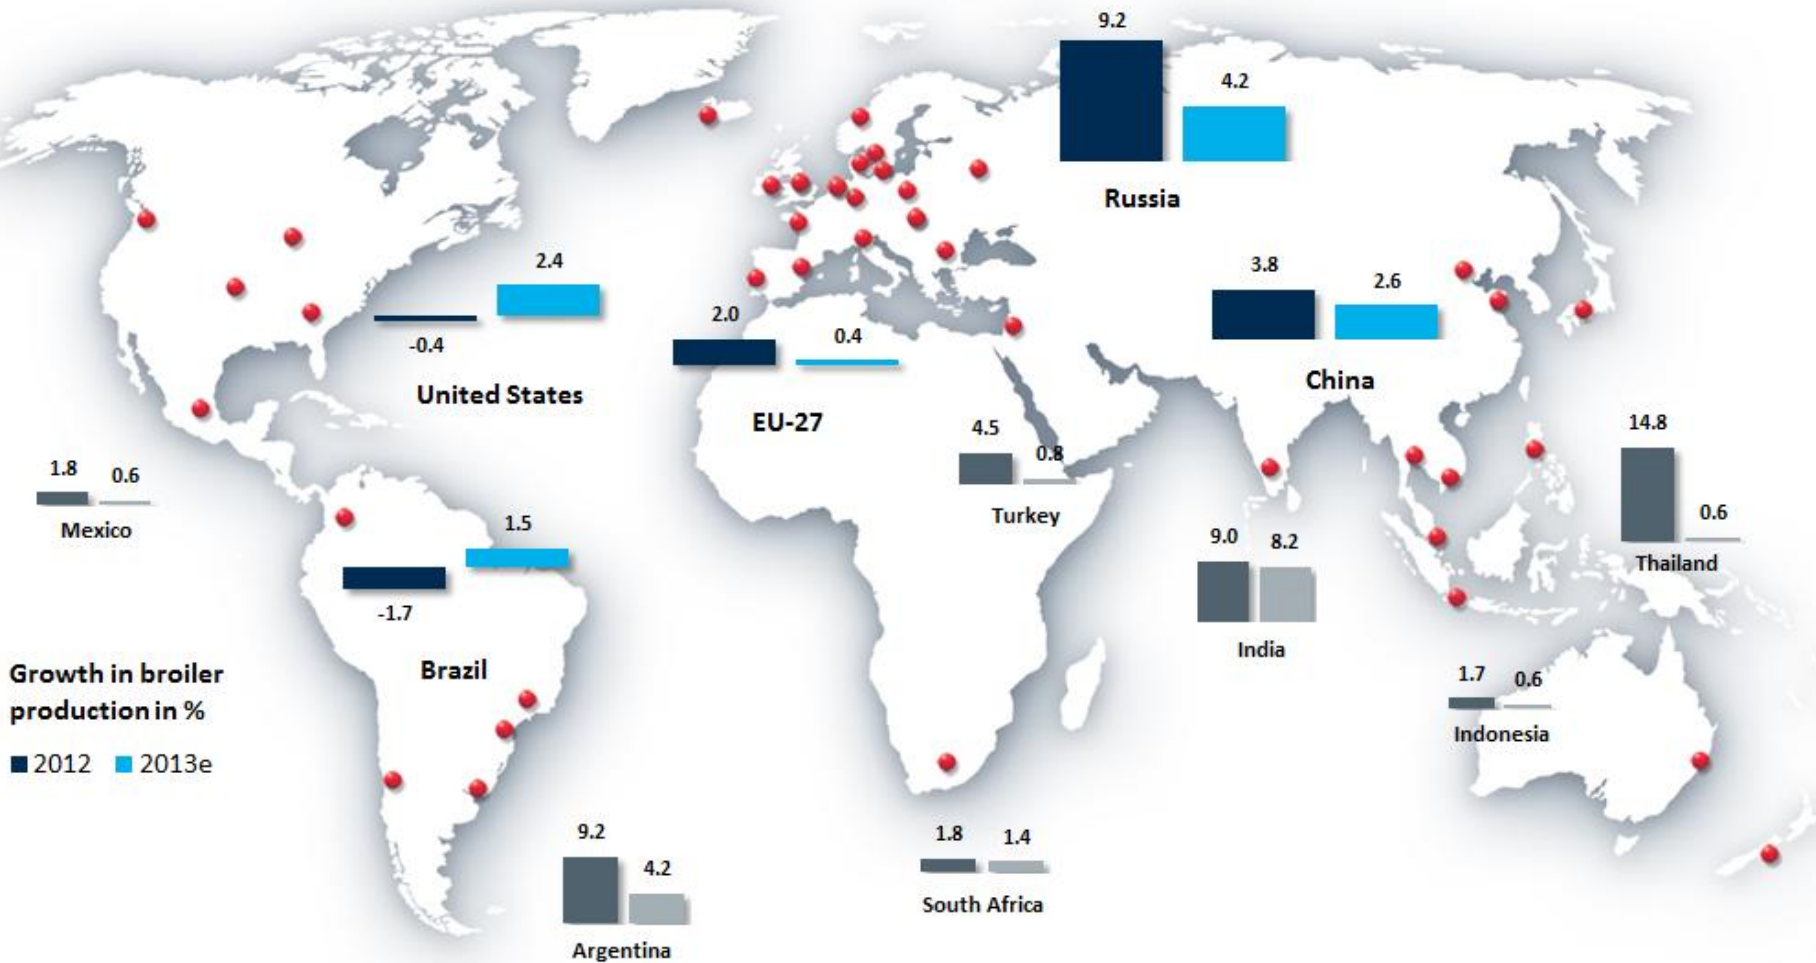 9.2
4.2
Russia
2.4
-0.4
United States
2.0
0.4
EU-27
3.8
2.6
China
1.8
0.6
Mexico
4.5
0.8
Turkey
14.8
0.6
Thailand
1.5
-1.7
Brazil
9.0
8.2
India
1.7
0.6
Indonesia
Growth in broiler
production in %
2012 2013e
9.2
4.2
Argentina
1.8
1.4
South Africa